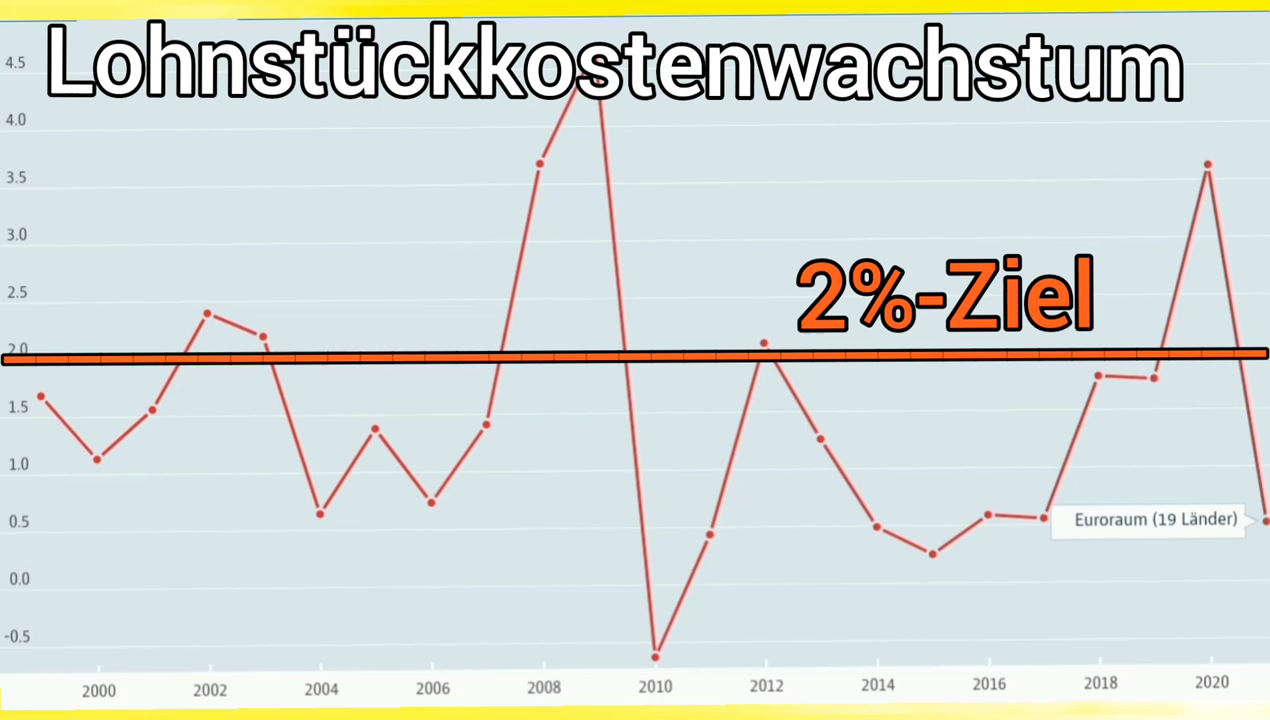 Lohnstückkostenwachstum
4.5
4.0
3.5
3.0
2%-Ziel
2.5
2.0
1.5
1.0
0.5
Euroraum (19 Länder)
0.0
-0.5
2000 2002 2004 2006 2008 2010 2012 2014 2016 2018 2020